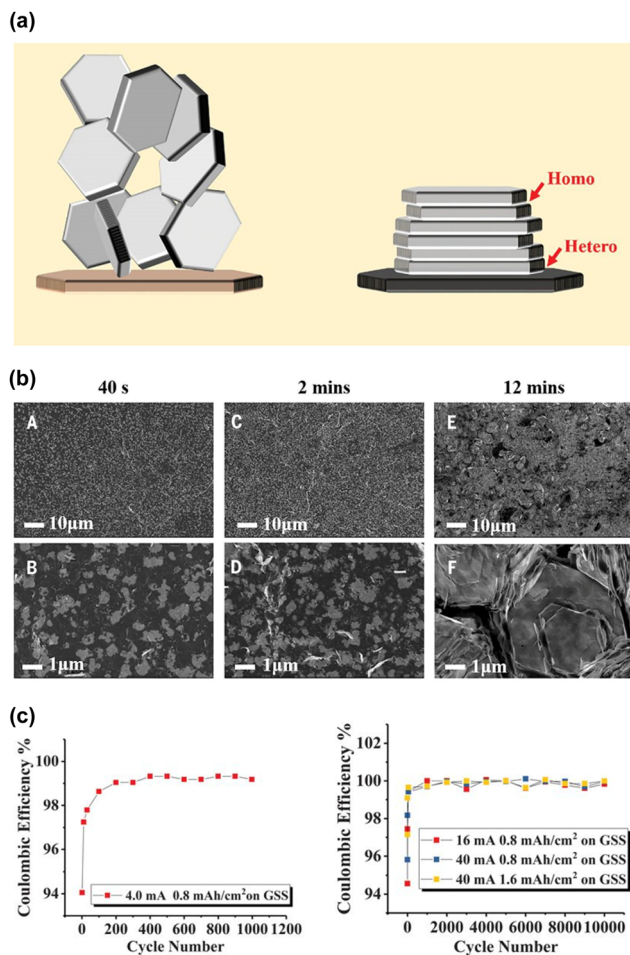 (a)
Homo
Hetero
(b)
40 s
2 mins
12 mins
A
C
E
10μm
10μm
10μm
B
D
F
1μm
1μm
1μm
(c)
Coulombic Efficiency %
100
98
96
94
4.0 mA 0.8 mAh/cm²on GSS
0 200 400 600 800 1000 1200
Cycle Number
Coulombic Efficiency %
102
100
98
96
94
16 mA 0.8 mAh/cm² on GSS
40 mA 0.8 mAh/cm² on GSS
40 mA 1.6 mAh/cm² on GSS
0 2000 4000 6000 8000 10000
Cycle Number